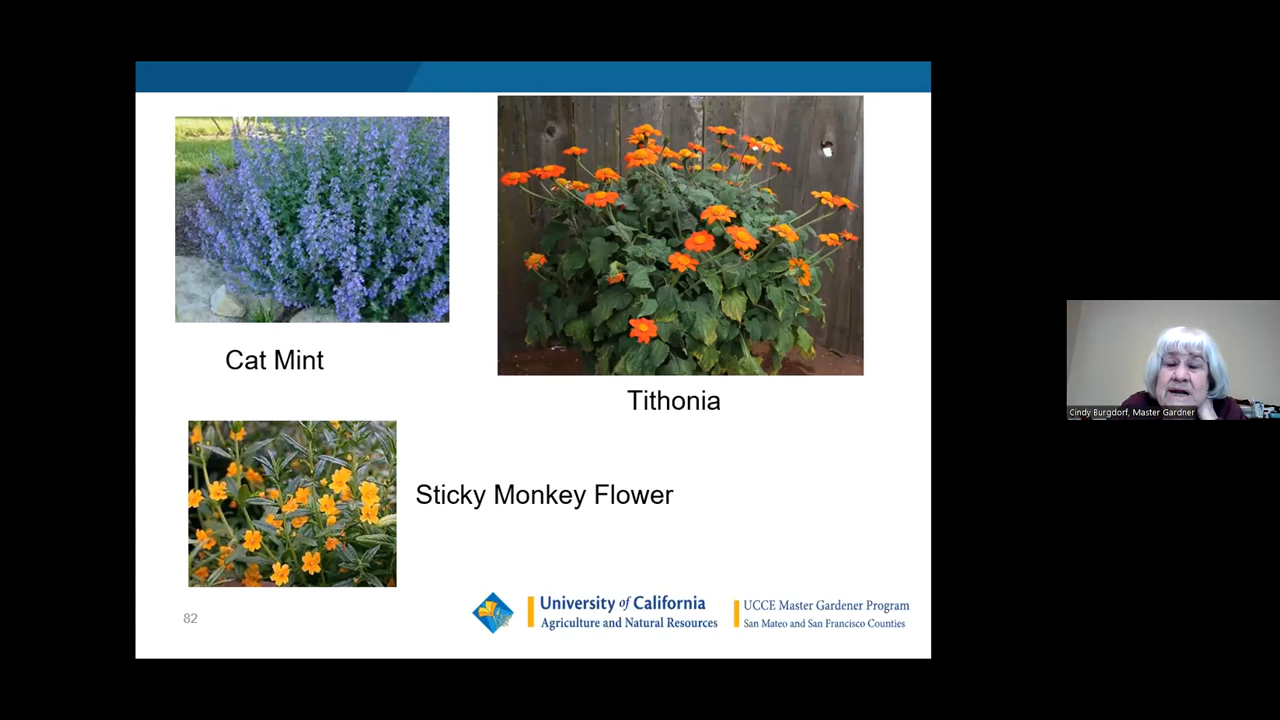 Cat Mint
Tithonia
Sticky Monkey Flower
82
University of California
Agriculture and Natural Resources
UCCE Master Gardener Program
San Mateo and San Francisco Counties
Cindy Burgdorf, Master Gardner